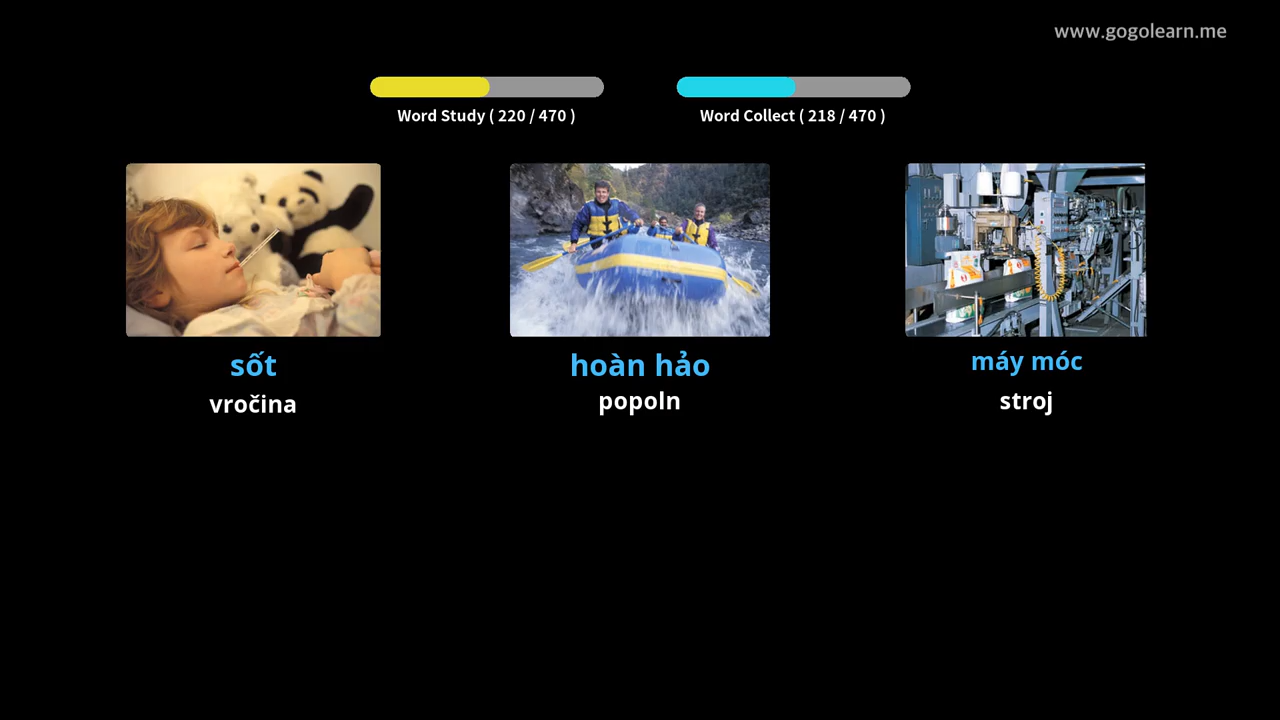 www.gogolearn.me
Word Study ( 220 / 470 )
Word Collect ( 218 / 470 )
sốt
vročina
hoàn hảo
popoln
máy móc
stroj